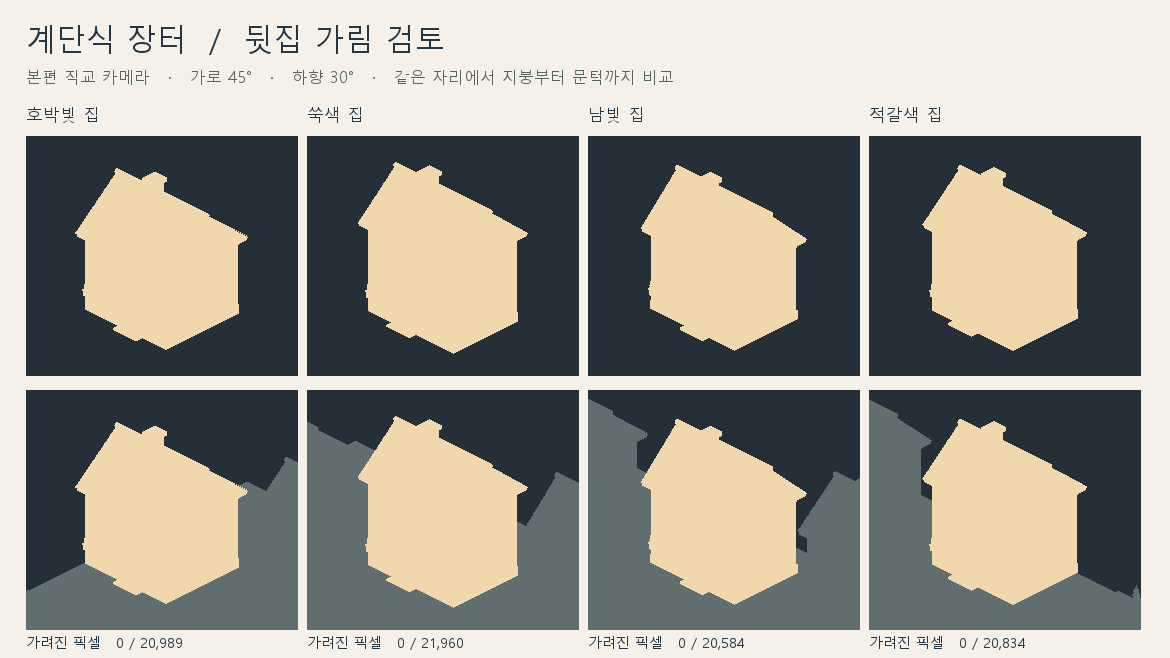 계단식 장터 / 뒷집 가림 검토
본편 직교 카메라 · 가로 45° · 하향 30° · 같은 자리에서 지붕부터 문턱까지 비교
호박빛 집
쑥색 집
남빛 집
적갈색 집
가려진 픽셀 0 / 20,989
가려진 픽셀 0 / 21,960
가려진 픽셀 0 / 20,584
가려진 픽셀 0 / 20,834